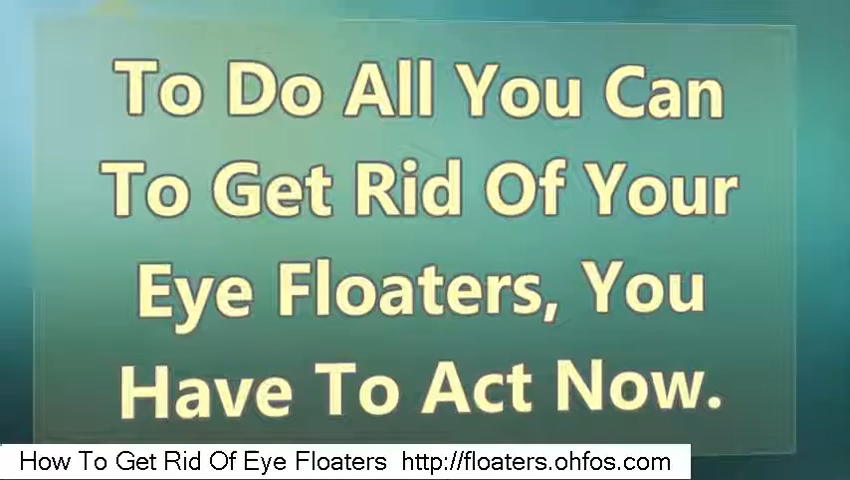 To Do All You Can
To Get Rid Of Your
Eye Floaters, You
Have To Act Now.
How To Get Rid Of Eye Floaters  http://floaters.ohfos.com